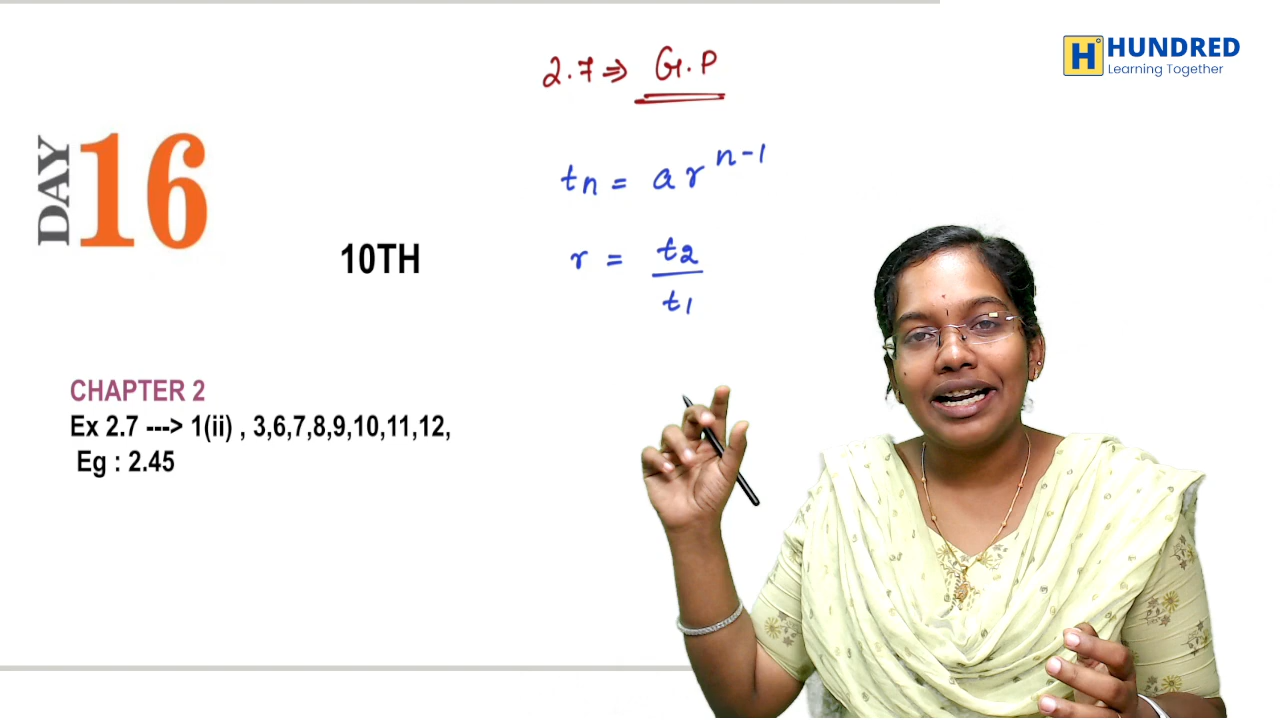 2.7 ⇒ G.P
HUNDRED
Learning Together
DAY 16
tn = a r^n-1
10TH
r = t2/t1
CHAPTER 2
Ex 2.7 ---> 1(ii) , 3,6,7,8,9,10,11,12,
Eg : 2.45